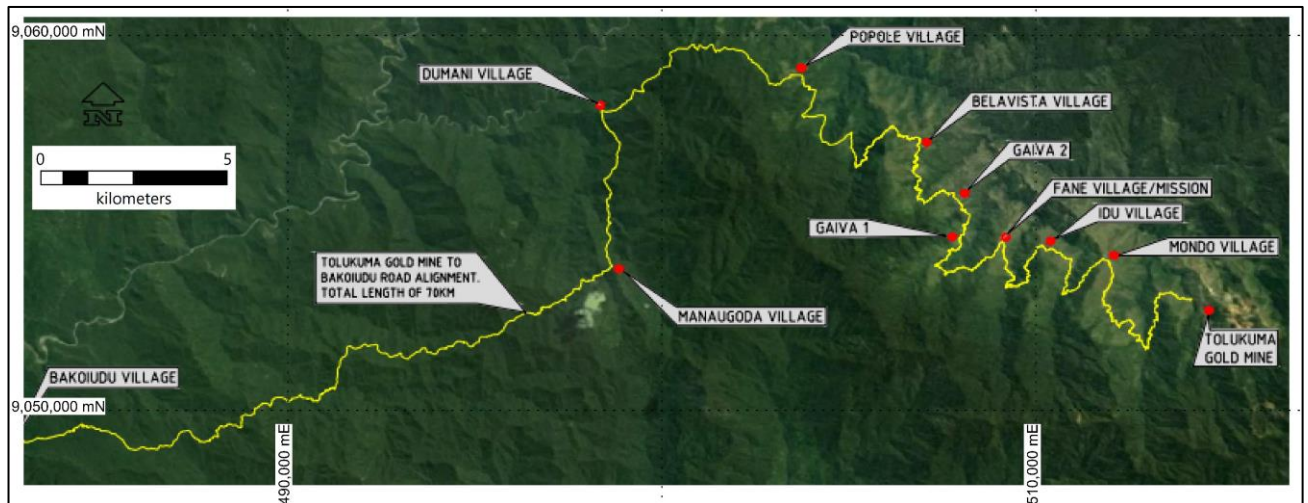 9,060,000 mN
POPOLE VILLAGE
DUMANI VILLAGE
BELAVISTA VILLAGE
N
0 5
kilometers
GAIVA 2
FANE VILLAGE/MISSION
GAIVA 1
IDU VILLAGE
MONDO VILLAGE
TOLUKUMA GOLD MINE TO
BAKOIUDU ROAD ALIGNMENT.
TOTAL LENGTH OF 70KM
MANAUGODA VILLAGE
TOLUKUMA
GOLD MINE
BAKOIUDU VILLAGE
9,050,000 mN
490,000 mE
510,000 mE